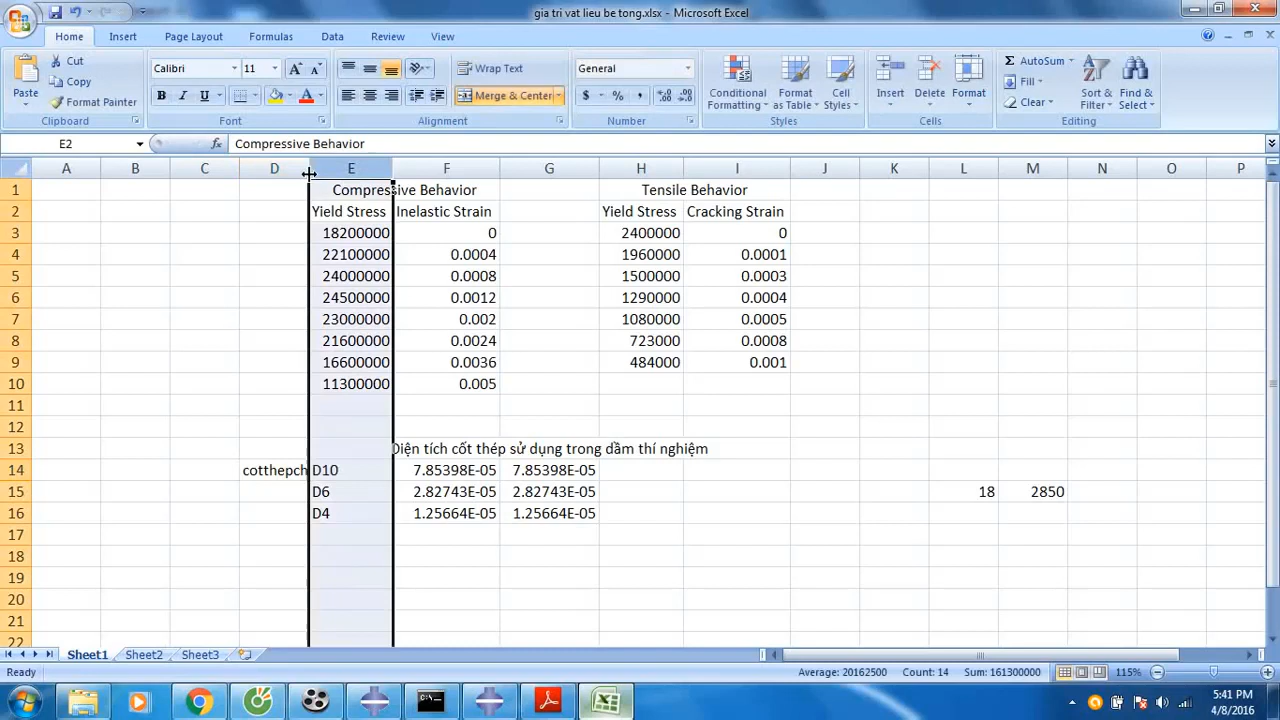 gia tri vat lieu be tong.xlsx - Microsoft Excel
Home Insert Page Layout Formulas Data Review View
Paste Cut Copy Format Painter Clipboard
Calibri 11 A A B I U A Font
Wrap Text Merge & Center Alignment
General $ % , Number
Conditional Formatting Format as Table Cell Styles Styles
Insert Delete Format Cells
Σ AutoSum Fill Clear Sort & Filter Find & Select Editing
E2 fx Compressive Behavior
A B C D E F G H I J K L M N O P
1 Compressive Behavior Tensile Behavior
2 Yield Stress Inelastic Strain Yield Stress Cracking Strain
3 18200000 0 2400000 0
4 22100000 0.0004 1960000 0.0001
5 24000000 0.0008 1500000 0.0003
6 24500000 0.0012 1290000 0.0004
7 23000000 0.002 1080000 0.0005
8 21600000 0.0024 723000 0.0008
9 16600000 0.0036 484000 0.001
10 11300000 0.005
11
12
13 Diện tích cốt thép sử dụng trong dầm thí nghiệm
14 cotthepch D10 7.85398E-05 7.85398E-05
15 D6 2.82743E-05 2.82743E-05 18 2850
16 D4 1.25664E-05 1.25664E-05
17
18
19
20
21
22
Sheet1 Sheet2 Sheet3
Ready Average: 20162500 Count: 14 Sum: 161300000 115%
5:41 PM
4/8/2016